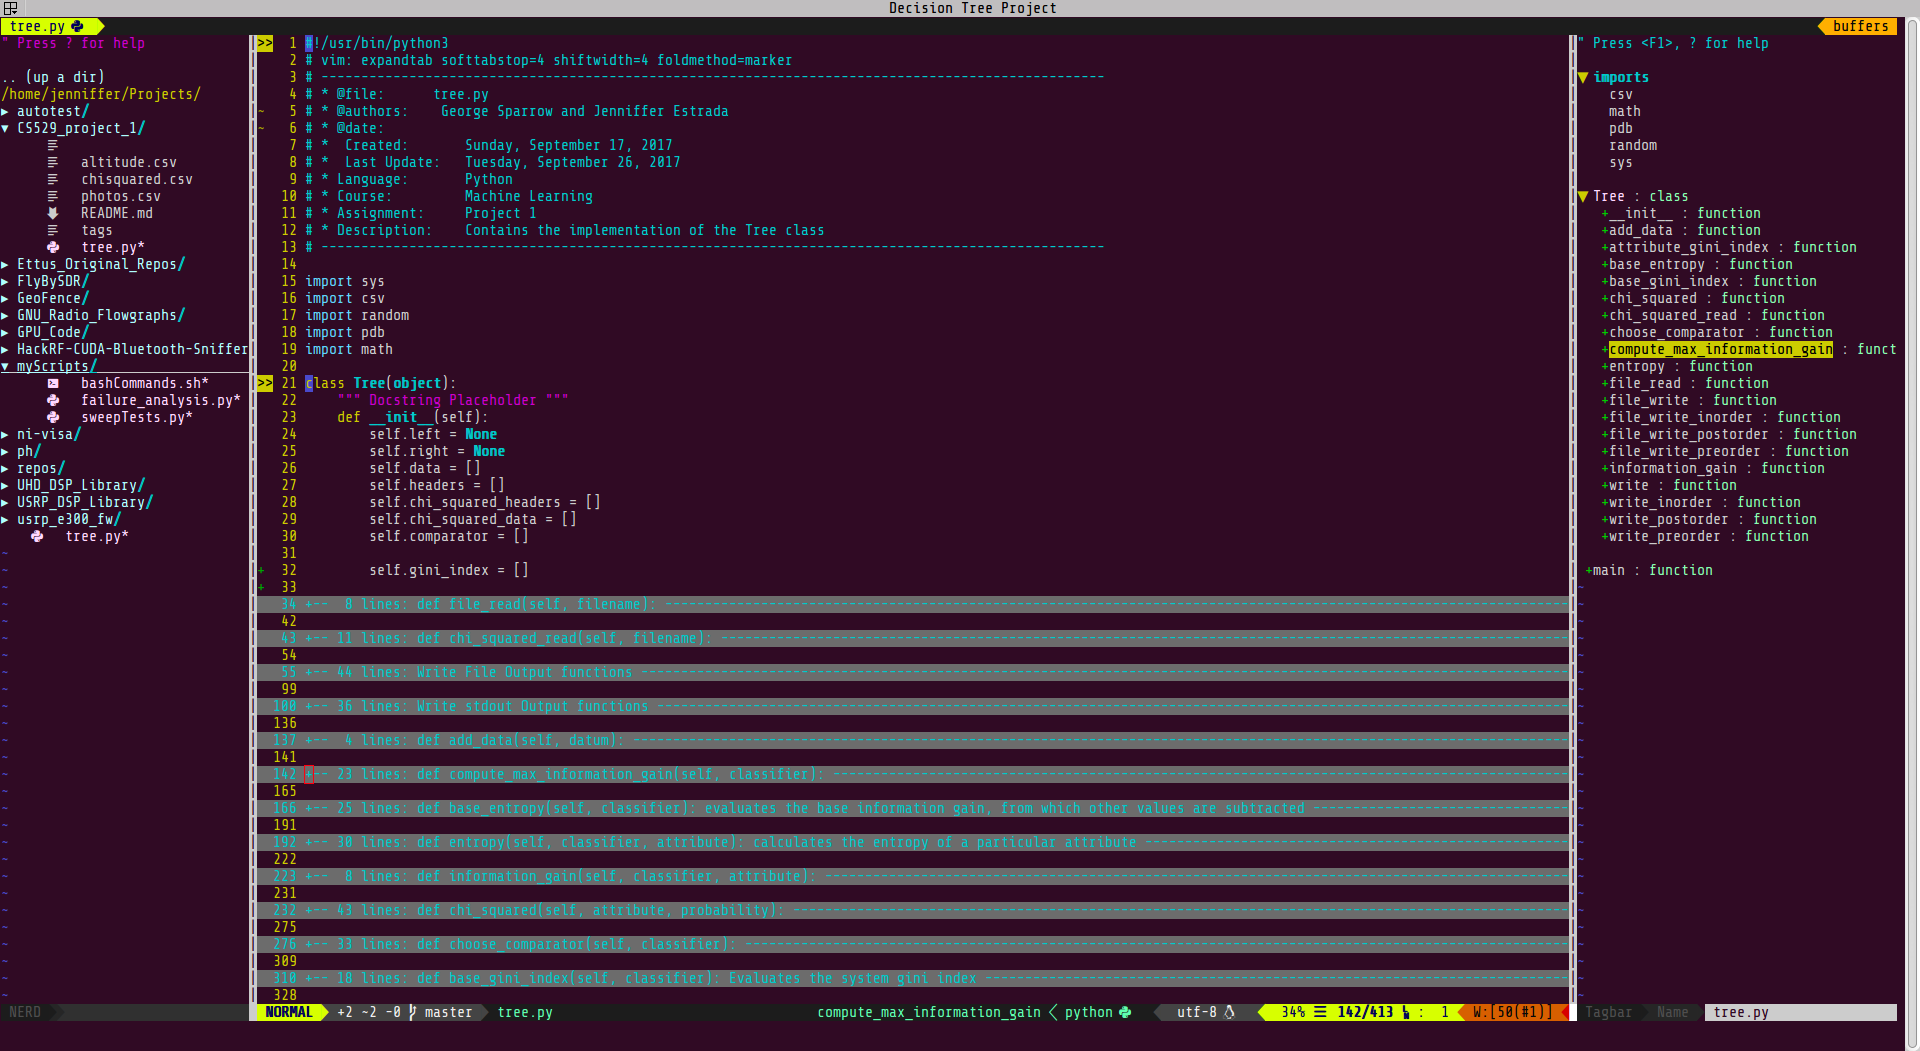 Decision Tree Project
tree.py
buffers
" Press ? for help
.. (up a dir)
/home/jenniffer/Projects/
▸ autotest/
▾ CS529_project_1/
altitude.csv
chisquared.csv
photos.csv
README.md
tags
tree.py*
▸ Ettus_Original_Repos/
▸ FlyBySDR/
▸ GeoFence/
▸ GNU_Radio_Flowgraphs/
▸ GPU_Code/
▸ HackRF-CUDA-Bluetooth-Sniffer
▾ myScripts/
bashCommands.sh*
failure_analysis.py*
sweepTests.py*
▸ ni-visa/
▸ ph/
▸ repos/
▸ UHD_DSP_Library/
▸ USRP_DSP_Library/
▸ usrp_e300_fw/
tree.py*
>> 1 #!/usr/bin/python3
2 # vim: expandtab softtabstop=4 shiftwidth=4 foldmethod=marker
3 # --------------------------------------------------------------------------------------------------
4 # * @file:      tree.py
~ 5 # * @authors:    George Sparrow and Jenniffer Estrada
~ 6 # * @date:
7 # *  Created:       Sunday, September 17, 2017
8 # *  Last Update:   Tuesday, September 26, 2017
9 # * Language:       Python
10 # * Course:         Machine Learning
11 # * Assignment:     Project 1
12 # * Description:    Contains the implementation of the Tree class
13 # --------------------------------------------------------------------------------------------------
14
15 import sys
16 import csv
17 import random
18 import pdb
19 import math
20
>> 21 class Tree(object):
22     """ Docstring Placeholder """
23     def __init__(self):
24         self.left = None
25         self.right = None
26         self.data = []
27         self.headers = []
28         self.chi_squared_headers = []
29         self.chi_squared_data = []
30         self.comparator = []
31
+ 32         self.gini_index = []
+ 33
34 +--  8 lines: def file_read(self, filename): ---
42
43 +-- 11 lines: def chi_squared_read(self, filename): ---
54
55 +-- 44 lines: Write File Output functions ---
99
100 +-- 36 lines: Write stdout Output functions ---
136
137 +--  4 lines: def add_data(self, datum): ---
141
142 +-- 23 lines: def compute_max_information_gain(self, classifier): ---
165
166 +-- 25 lines: def base_entropy(self, classifier): evaluates the base information gain, from which other values are subtracted ---
191
192 +-- 30 lines: def entropy(self, classifier, attribute): calculates the entropy of a particular attribute ---
222
223 +--  8 lines: def information_gain(self, classifier, attribute): ---
231
232 +-- 43 lines: def chi_squared(self, attribute, probability): ---
275
276 +-- 33 lines: def choose_comparator(self, classifier): ---
309
310 +-- 18 lines: def base_gini_index(self, classifier): Evaluates the system gini index ---
328
" Press <F1>, ? for help
▼ imports
csv
math
pdb
random
sys
▼ Tree : class
+__init__ : function
+add_data : function
+attribute_gini_index : function
+base_entropy : function
+base_gini_index : function
+chi_squared : function
+chi_squared_read : function
+choose_comparator : function
+compute_max_information_gain : funct
+entropy : function
+file_read : function
+file_write : function
+file_write_inorder : function
+file_write_postorder : function
+file_write_preorder : function
+information_gain : function
+write : function
+write_inorder : function
+write_postorder : function
+write_preorder : function
+main : function
NERD
NORMAL +2 ~2 -0 master tree.py compute_max_information_gain python utf-8 34% ☰ 142/413 : 1 W:[50(#1)]
Tagbar Name tree.py